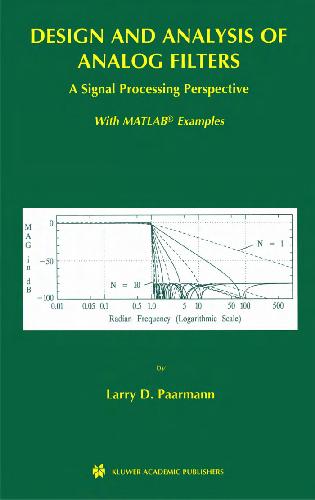 DESIGN AND ANALYSIS OF
ANALOG FILTERS
A Signal Processing Perspective
With MATLAB® Examples
MAG in dB
0
-50
-100
N = 1
N = 10
0.01 0.05 0.1 0.5 1.0 5 10 50 100 500
Radian Frequency (Logarithmic Scale)
by
Larry D. Paarmann
KLUWER ACADEMIC PUBLISHERS